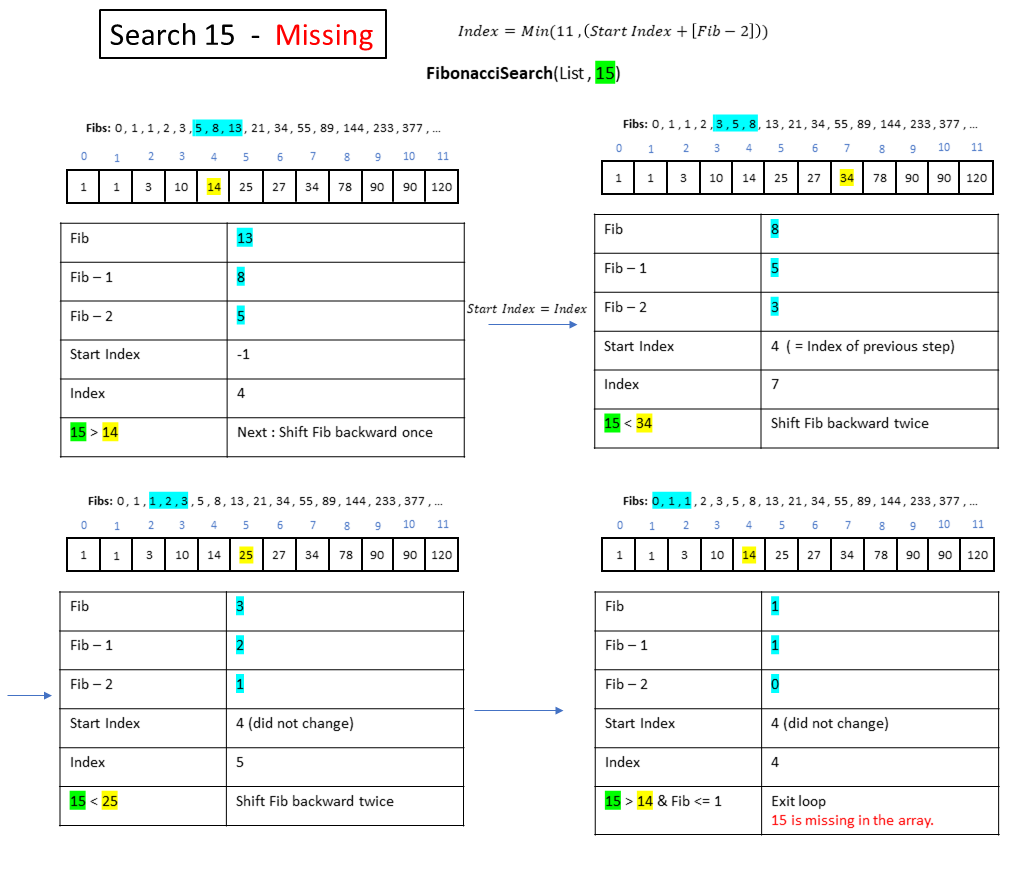 Search 15 - Missing
Index = Min(11 ,(Start Index + [Fib − 2]))
FibonacciSearch(List , 15)
Fibs: 0 , 1 , 1 , 2 , 3 , 5 , 8 , 13 , 21 , 34 , 55 , 89 , 144 , 233 , 377 , ...
0 1 2 3 4 5 6 7 8 9 10 11
1 1 3 10 14 25 27 34 78 90 90 120
Fib 13
Fib – 1 8
Fib – 2 5
Start Index -1
Index 4
15 > 14 Next : Shift Fib backward once
Start Index = Index
Fibs: 0 , 1 , 1 , 2 , 3 , 5 , 8 , 13 , 21 , 34 , 55 , 89 , 144 , 233 , 377 , ...
0 1 2 3 4 5 6 7 8 9 10 11
1 1 3 10 14 25 27 34 78 90 90 120
Fib 8
Fib – 1 5
Fib – 2 3
Start Index 4 ( = Index of previous step)
Index 7
15 < 34 Shift Fib backward twice
Fibs: 0 , 1 , 1 , 2 , 3 , 5 , 8 , 13 , 21 , 34 , 55 , 89 , 144 , 233 , 377 , ...
0 1 2 3 4 5 6 7 8 9 10 11
1 1 3 10 14 25 27 34 78 90 90 120
Fib 3
Fib – 1 2
Fib – 2 1
Start Index 4 (did not change)
Index 5
15 < 25 Shift Fib backward twice
Fibs: 0 , 1 , 1 , 2 , 3 , 5 , 8 , 13 , 21 , 34 , 55 , 89 , 144 , 233 , 377 , ...
0 1 2 3 4 5 6 7 8 9 10 11
1 1 3 10 14 25 27 34 78 90 90 120
Fib 1
Fib – 1 1
Fib – 2 0
Start Index 4 (did not change)
Index 4
15 > 14 & Fib <= 1 Exit loop
15 is missing in the array.